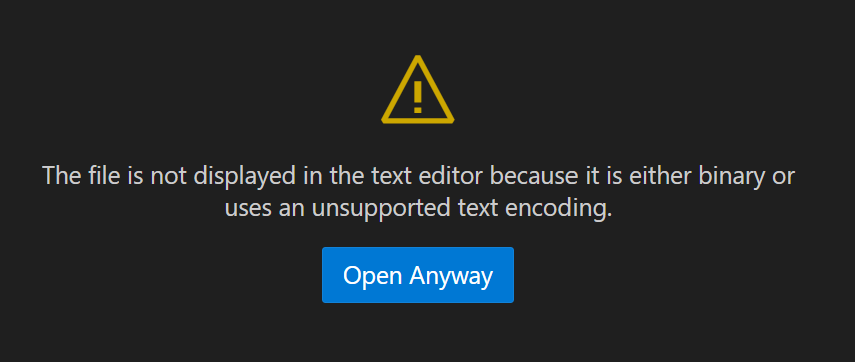 The file is not displayed in the text editor because it is either binary or
uses an unsupported text encoding.
Open Anyway